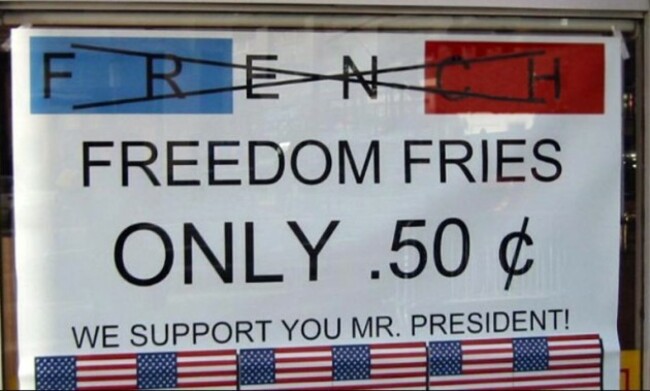 FRENCH
FREEDOM FRIES
ONLY .50 ¢
WE SUPPORT YOU MR. PRESIDENT!